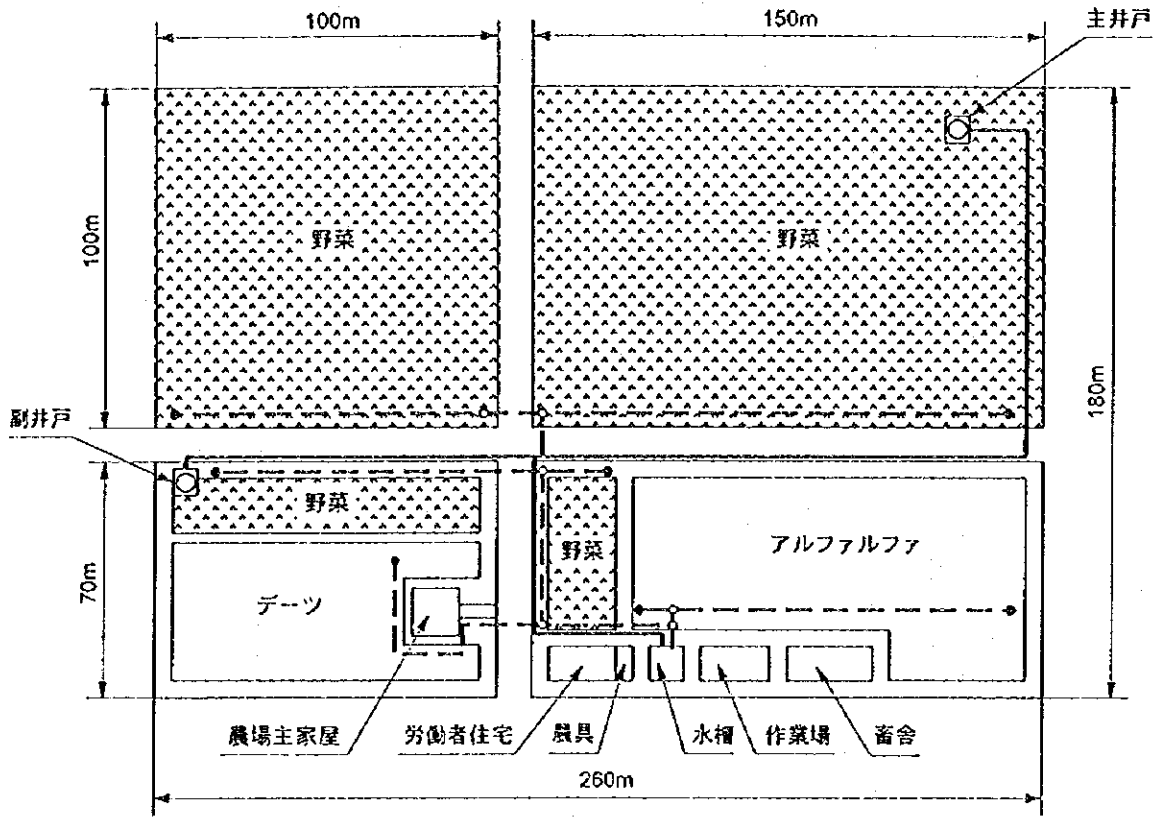 100m
150m
主井戸
100m
野菜
野菜
180m
副井戸
野菜
70m
野菜
アルファルファ
デーツ
農場主家屋
労働者住宅
農具
水槽
作業場
畜舎
260m